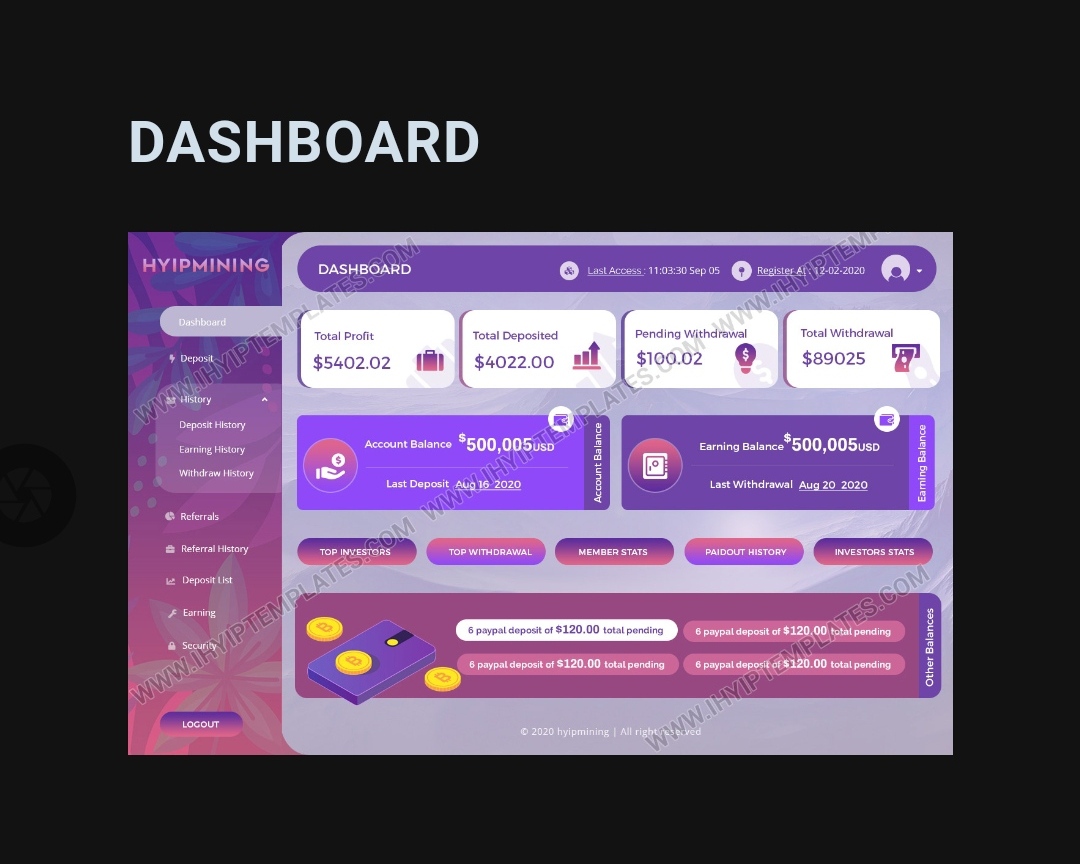 DASHBOARD
HYIPMINING
DASHBOARD
Last Access : 11:03:30 Sep 05
Register At : 12-02-2020
Dashboard
Deposit
History
Deposit History
Earning History
Withdraw History
Referrals
Referral History
Deposit List
Earning
Security
LOGOUT
Total Profit
$5402.02
Total Deposited
$4022.00
Pending Withdrawal
$100.02
Total Withdrawal
$89025
Account Balance $500,005USD
Last Deposit Aug 16 2020
Account Balance
Earning Balance $500,005USD
Last Withdrawal Aug 20 2020
Earning Balance
TOP INVESTORS
TOP WITHDRAWAL
MEMBER STATS
PAIDOUT HISTORY
INVESTORS STATS
6 paypal deposit of $120.00 total pending
6 paypal deposit of $120.00 total pending
6 paypal deposit of $120.00 total pending
6 paypal deposit of $120.00 total pending
Other Balances
© 2020 hyipmining | All right reserved
WWW.IHYIPTEMPLATES.COM
WWW.IHYIPTEMPLATES.COM
WWW.IHYIPTEMPLATES.COM
WWW.IHYIPTEMP
WWW.IHYIPTEMPLATES.COM